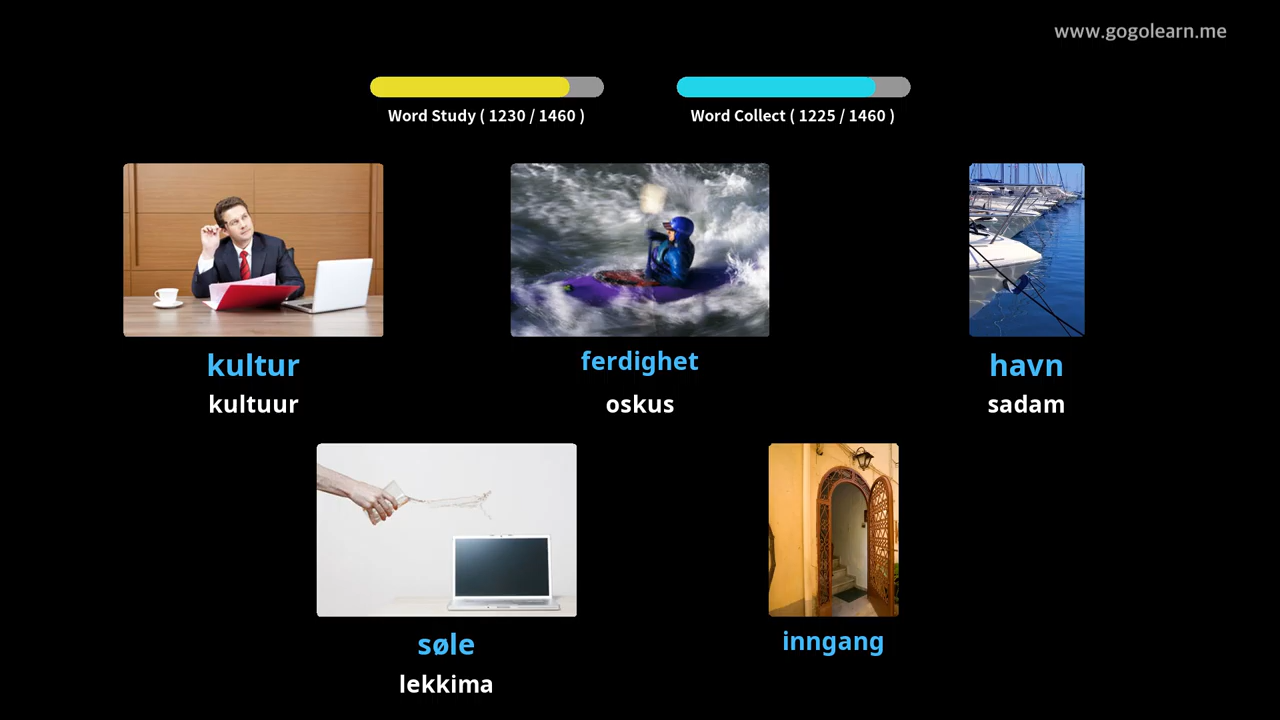 www.gogolearn.me
Word Study ( 1230 / 1460 )
Word Collect ( 1225 / 1460 )
kultur
kultuur
ferdighet
oskus
havn
sadam
søle
lekkima
inngang